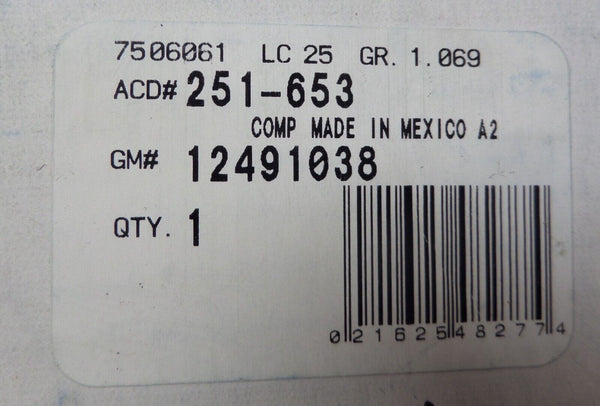 7506061 LC 25 GR. 1.069
ACD# 251-653
COMP MADE IN MEXICO A2
GM# 12491038
QTY. 1
0 21625 48277 4